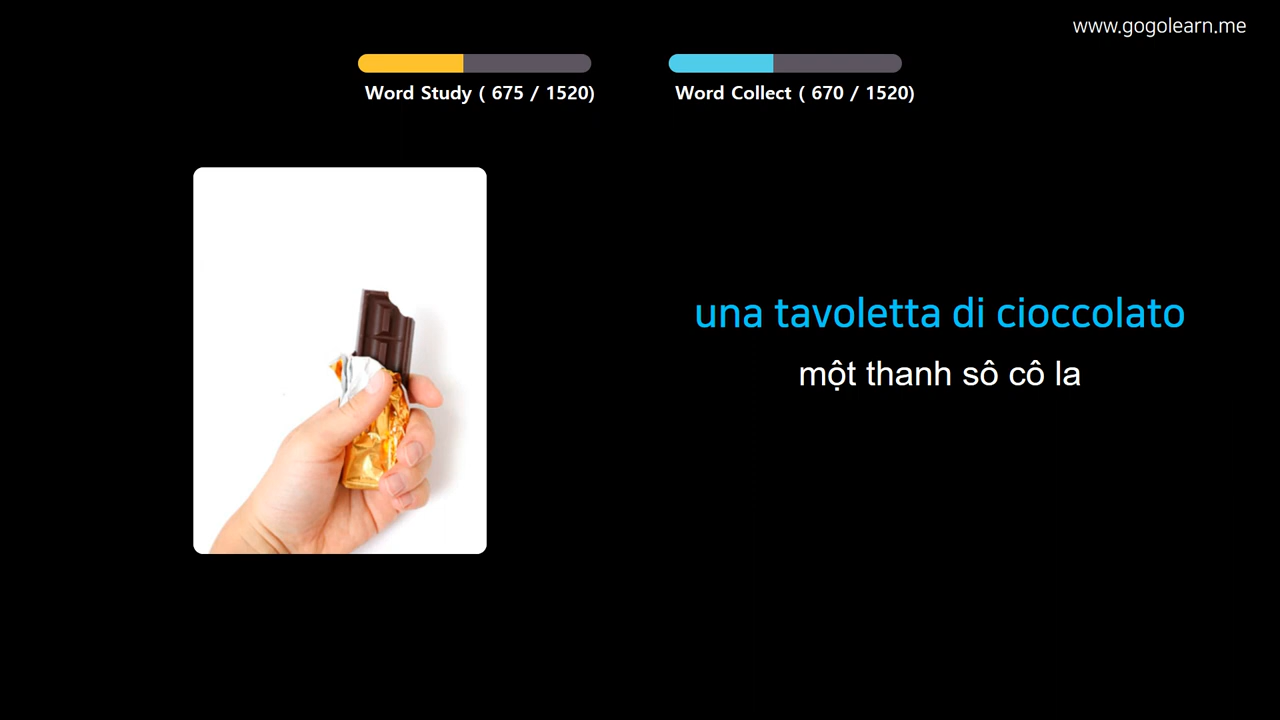 www.gogolearn.me
Word Study ( 675 / 1520)
Word Collect ( 670 / 1520)
una tavoletta di cioccolato
một thanh sô cô la